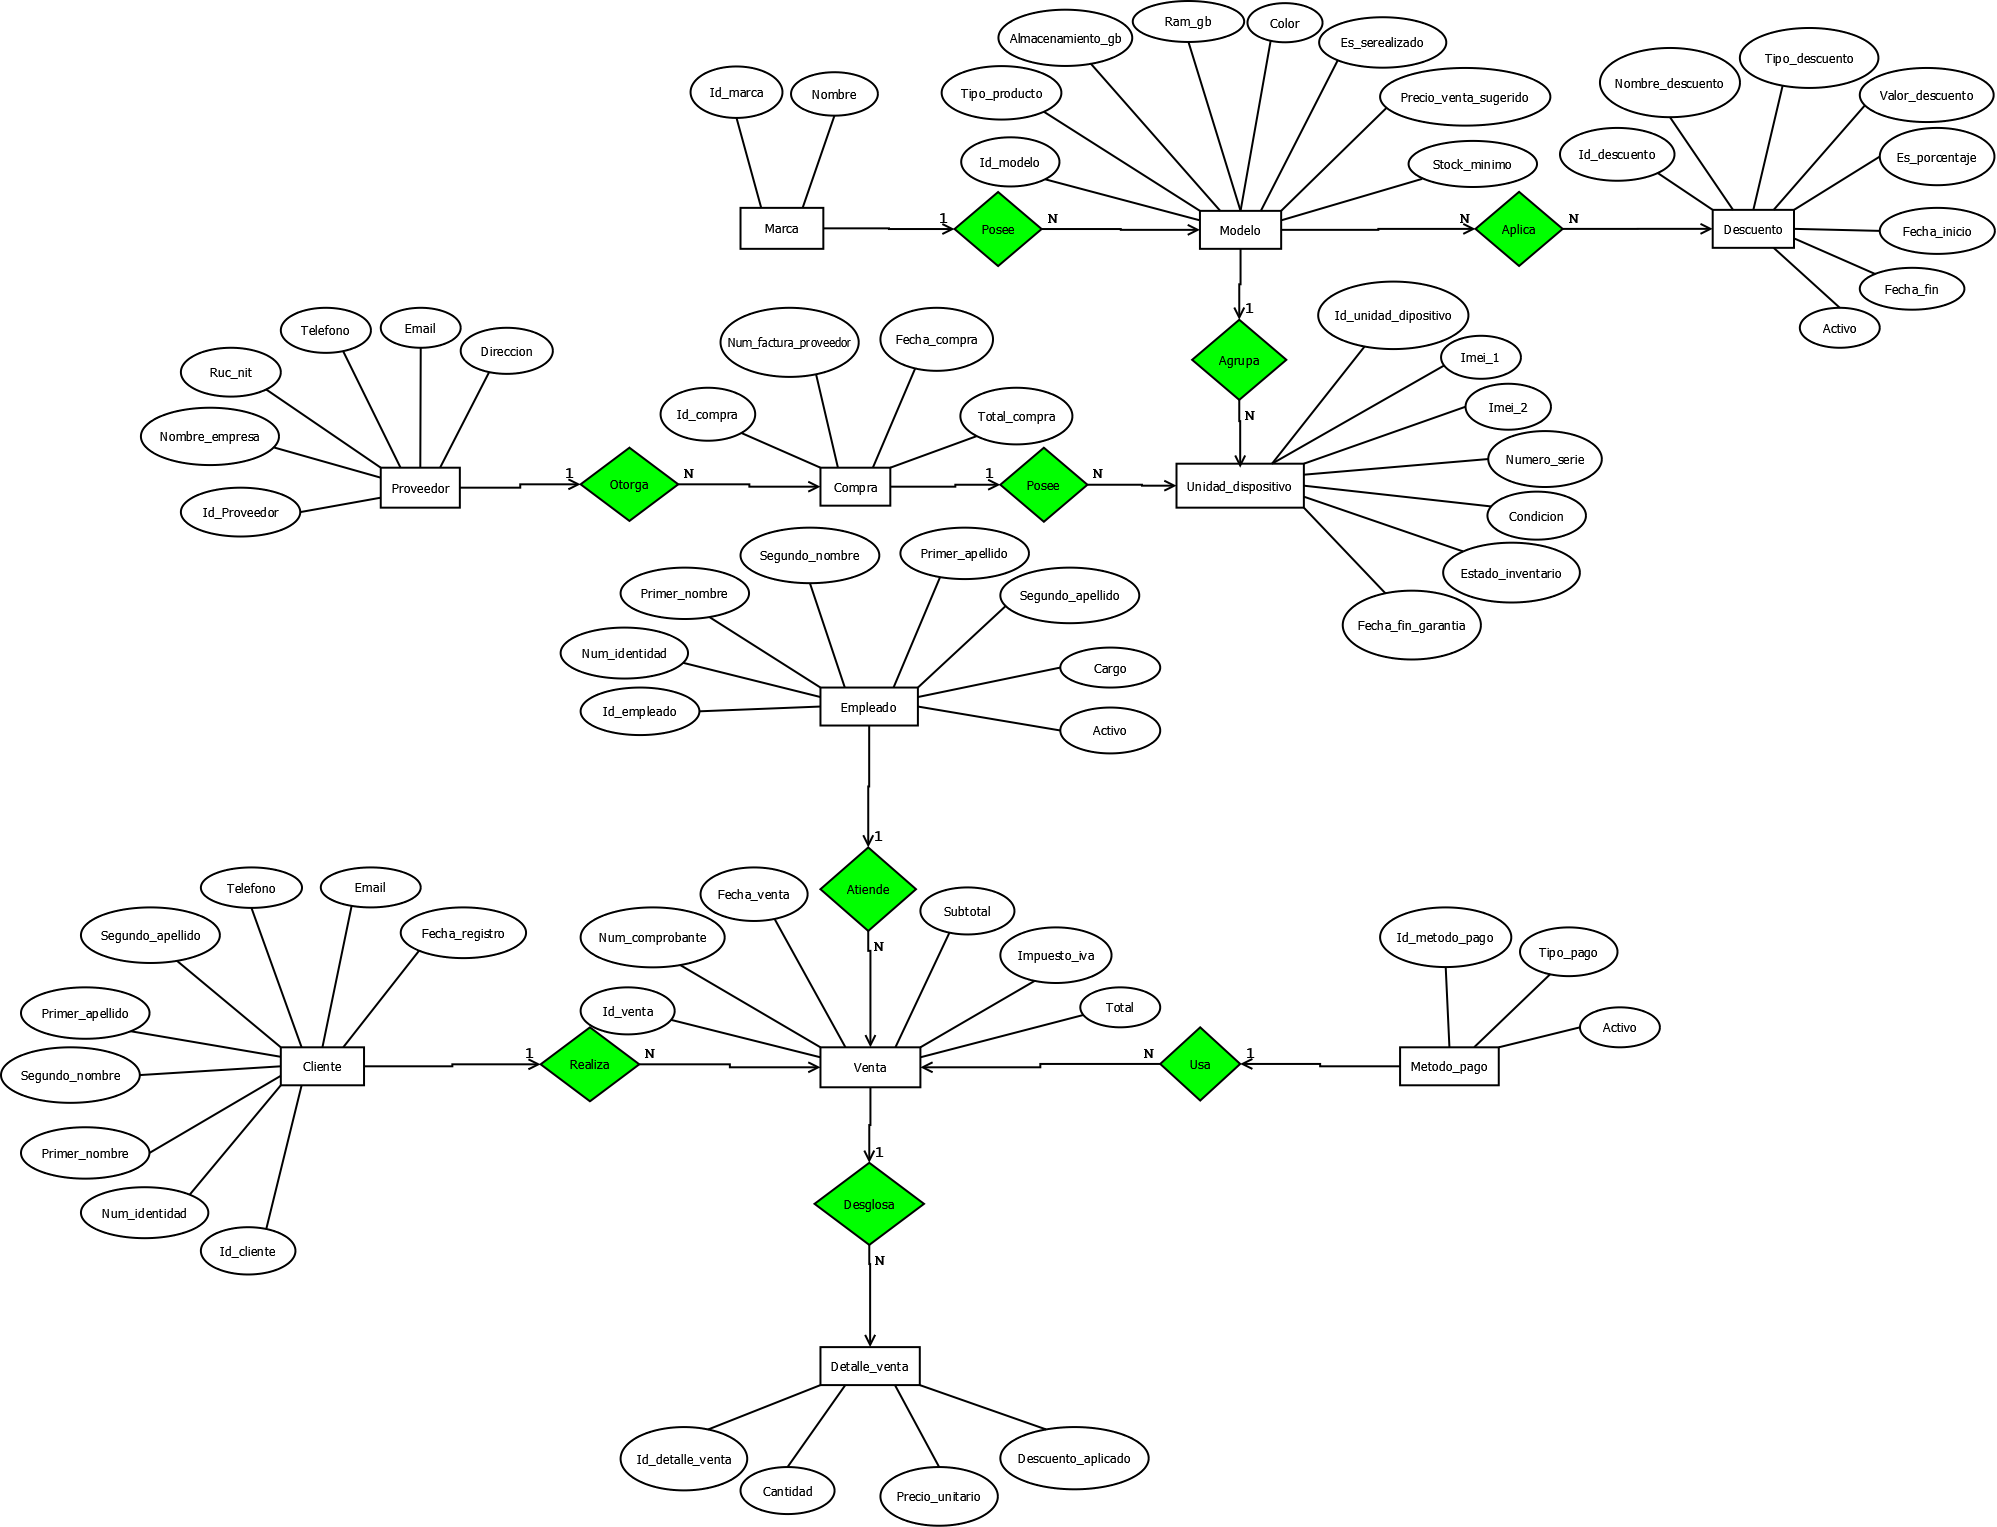 Ram_gb
Color
Almacenamiento_gb
Es_serealizado
Tipo_descuento
Nombre_descuento
Id_marca
Nombre
Tipo_producto
Precio_venta_sugerido
Valor_descuento
Id_modelo
Stock_minimo
Id_descuento
Es_porcentaje
1
N
N
N
Marca
Posee
Modelo
Aplica
Descuento
Fecha_inicio
Fecha_fin
Activo
1
Agrupa
N
Id_unidad_dipositivo
Imei_1
Imei_2
Numero_serie
Condicion
Estado_inventario
Fecha_fin_garantia
Telefono
Email
Direccion
Ruc_nit
Nombre_empresa
Id_Proveedor
Num_factura_proveedor
Fecha_compra
Id_compra
Total_compra
1
N
1
N
Proveedor
Otorga
Compra
Posee
Unidad_dispositivo
Segundo_nombre
Primer_apellido
Primer_nombre
Segundo_apellido
Num_identidad
Cargo
Id_empleado
Empleado
Activo
1
Atiende
N
Telefono
Email
Segundo_apellido
Fecha_registro
Primer_apellido
Segundo_nombre
Primer_nombre
Num_identidad
Id_cliente
Fecha_venta
Subtotal
Num_comprobante
Impuesto_iva
Id_venta
Total
Id_metodo_pago
Tipo_pago
Activo
1
N
N
1
Cliente
Realiza
Venta
Usa
Metodo_pago
1
Desglosa
N
Detalle_venta
Id_detalle_venta
Cantidad
Precio_unitario
Descuento_aplicado